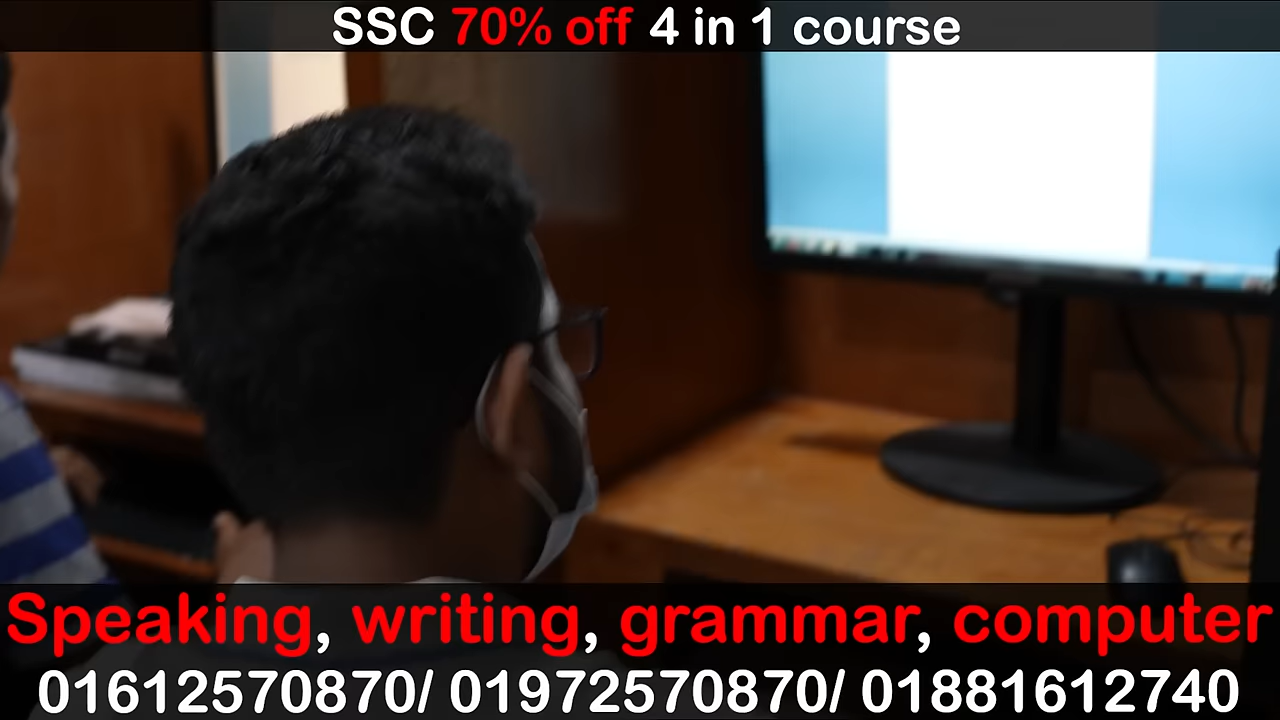 SSC 70% off 4 in 1 course
Speaking, writing, grammar, computer
01612570870/ 01972570870/ 01881612740